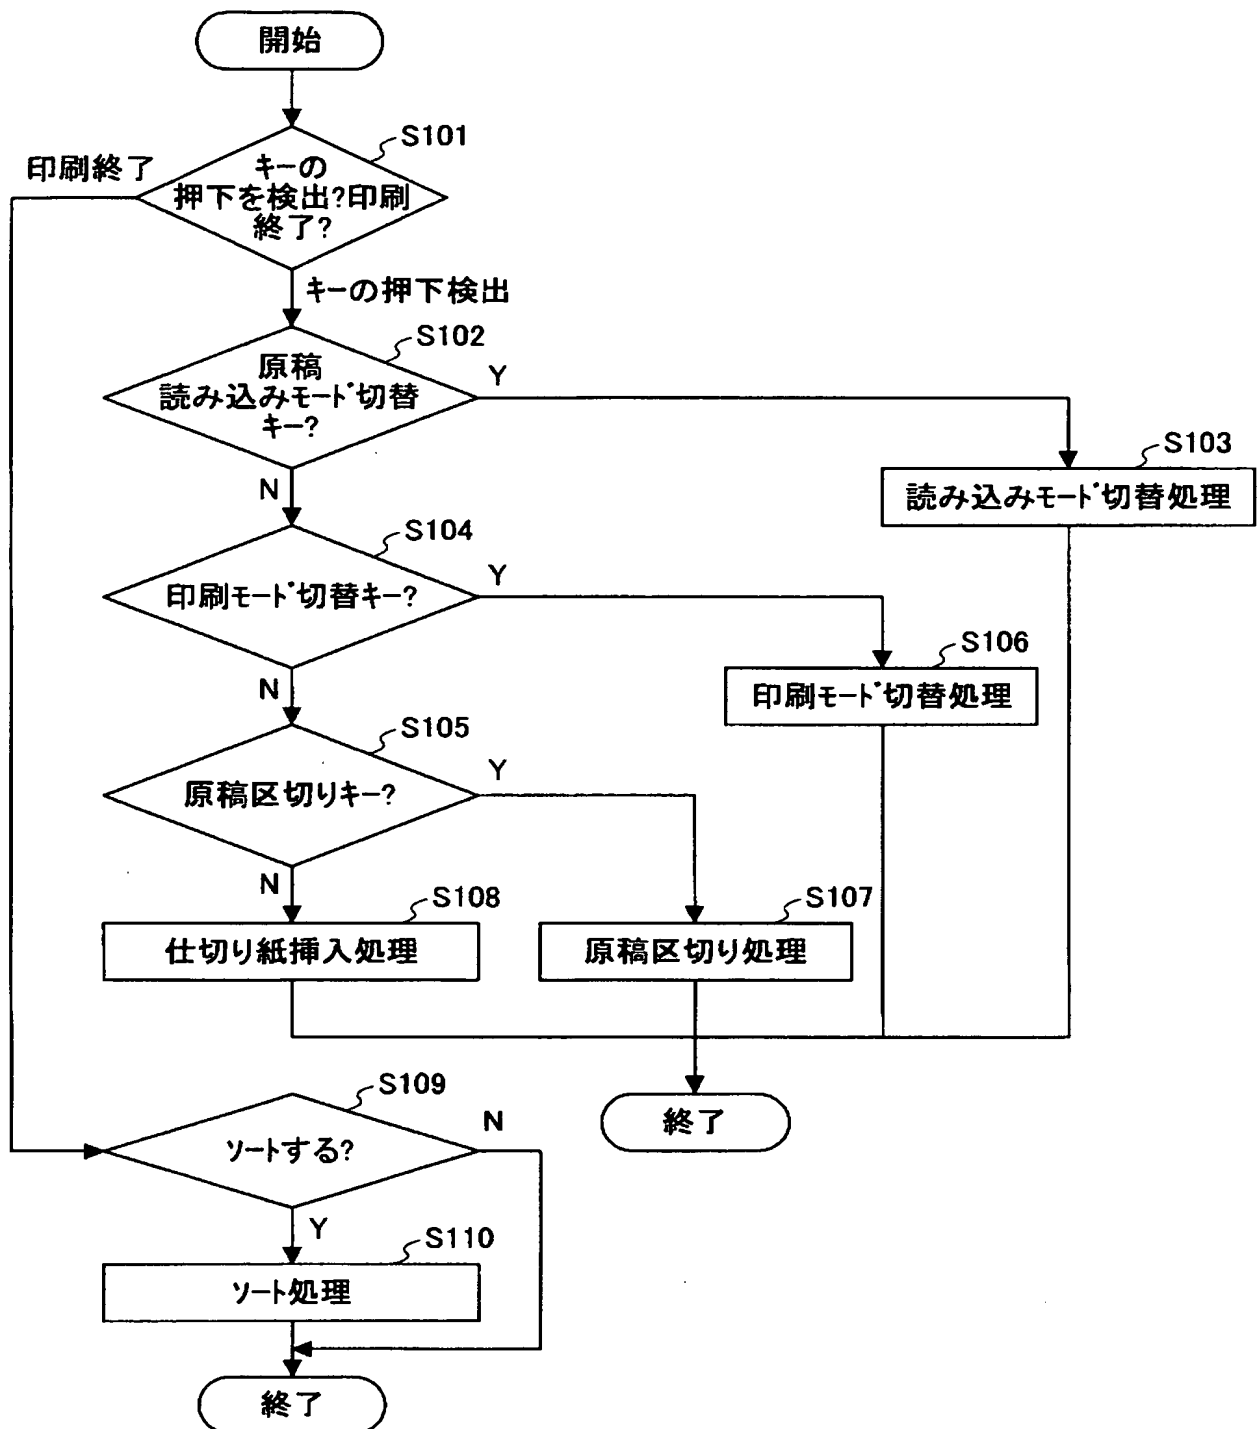 開始
S101
印刷終了
キーの
押下を検出?印刷
終了?
キーの押下検出
S102
原稿
読み込みモード切替
キー?
Y
N
S103
読み込みモード切替処理
S104
印刷モード切替キー?
Y
N
S106
印刷モード切替処理
S105
原稿区切りキー?
Y
N
S108
仕切り紙挿入処理
S107
原稿区切り処理
終了
S109
ソートする?
N
Y
S110
ソート処理
終了